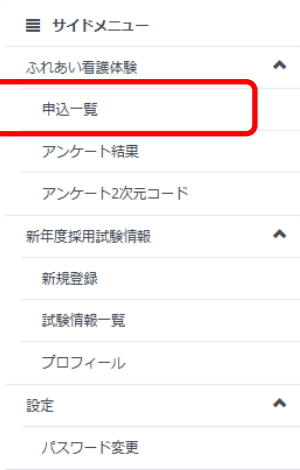 サイドメニュー
ふれあい看護体験
申込一覧
アンケート結果
アンケート2次元コード
新年度採用試験情報
新規登録
試験情報一覧
プロフィール
設定
パスワード変更